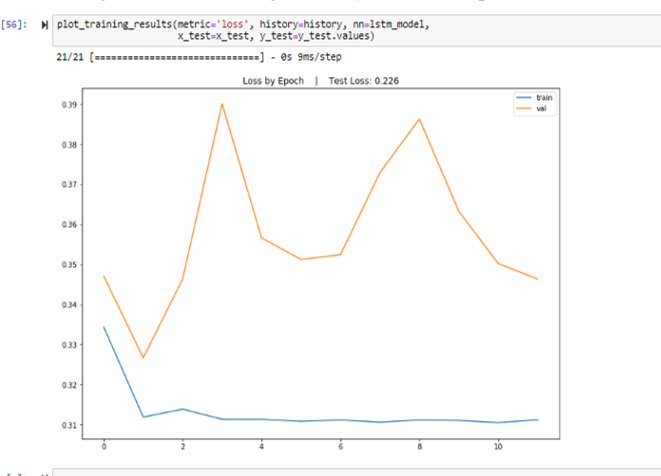 [56]:
plot_training_results(metric='loss', history=history, nn=lstm_model,
x_test=x_test, y_test=y_test.values)
21/21 [==============================] - 0s 9ms/step
Loss by Epoch | Test Loss: 0.226
train
val
0.39
0.38
0.37
0.36
0.35
0.34
0.33
0.32
0.31
0 2 4 6 8 10